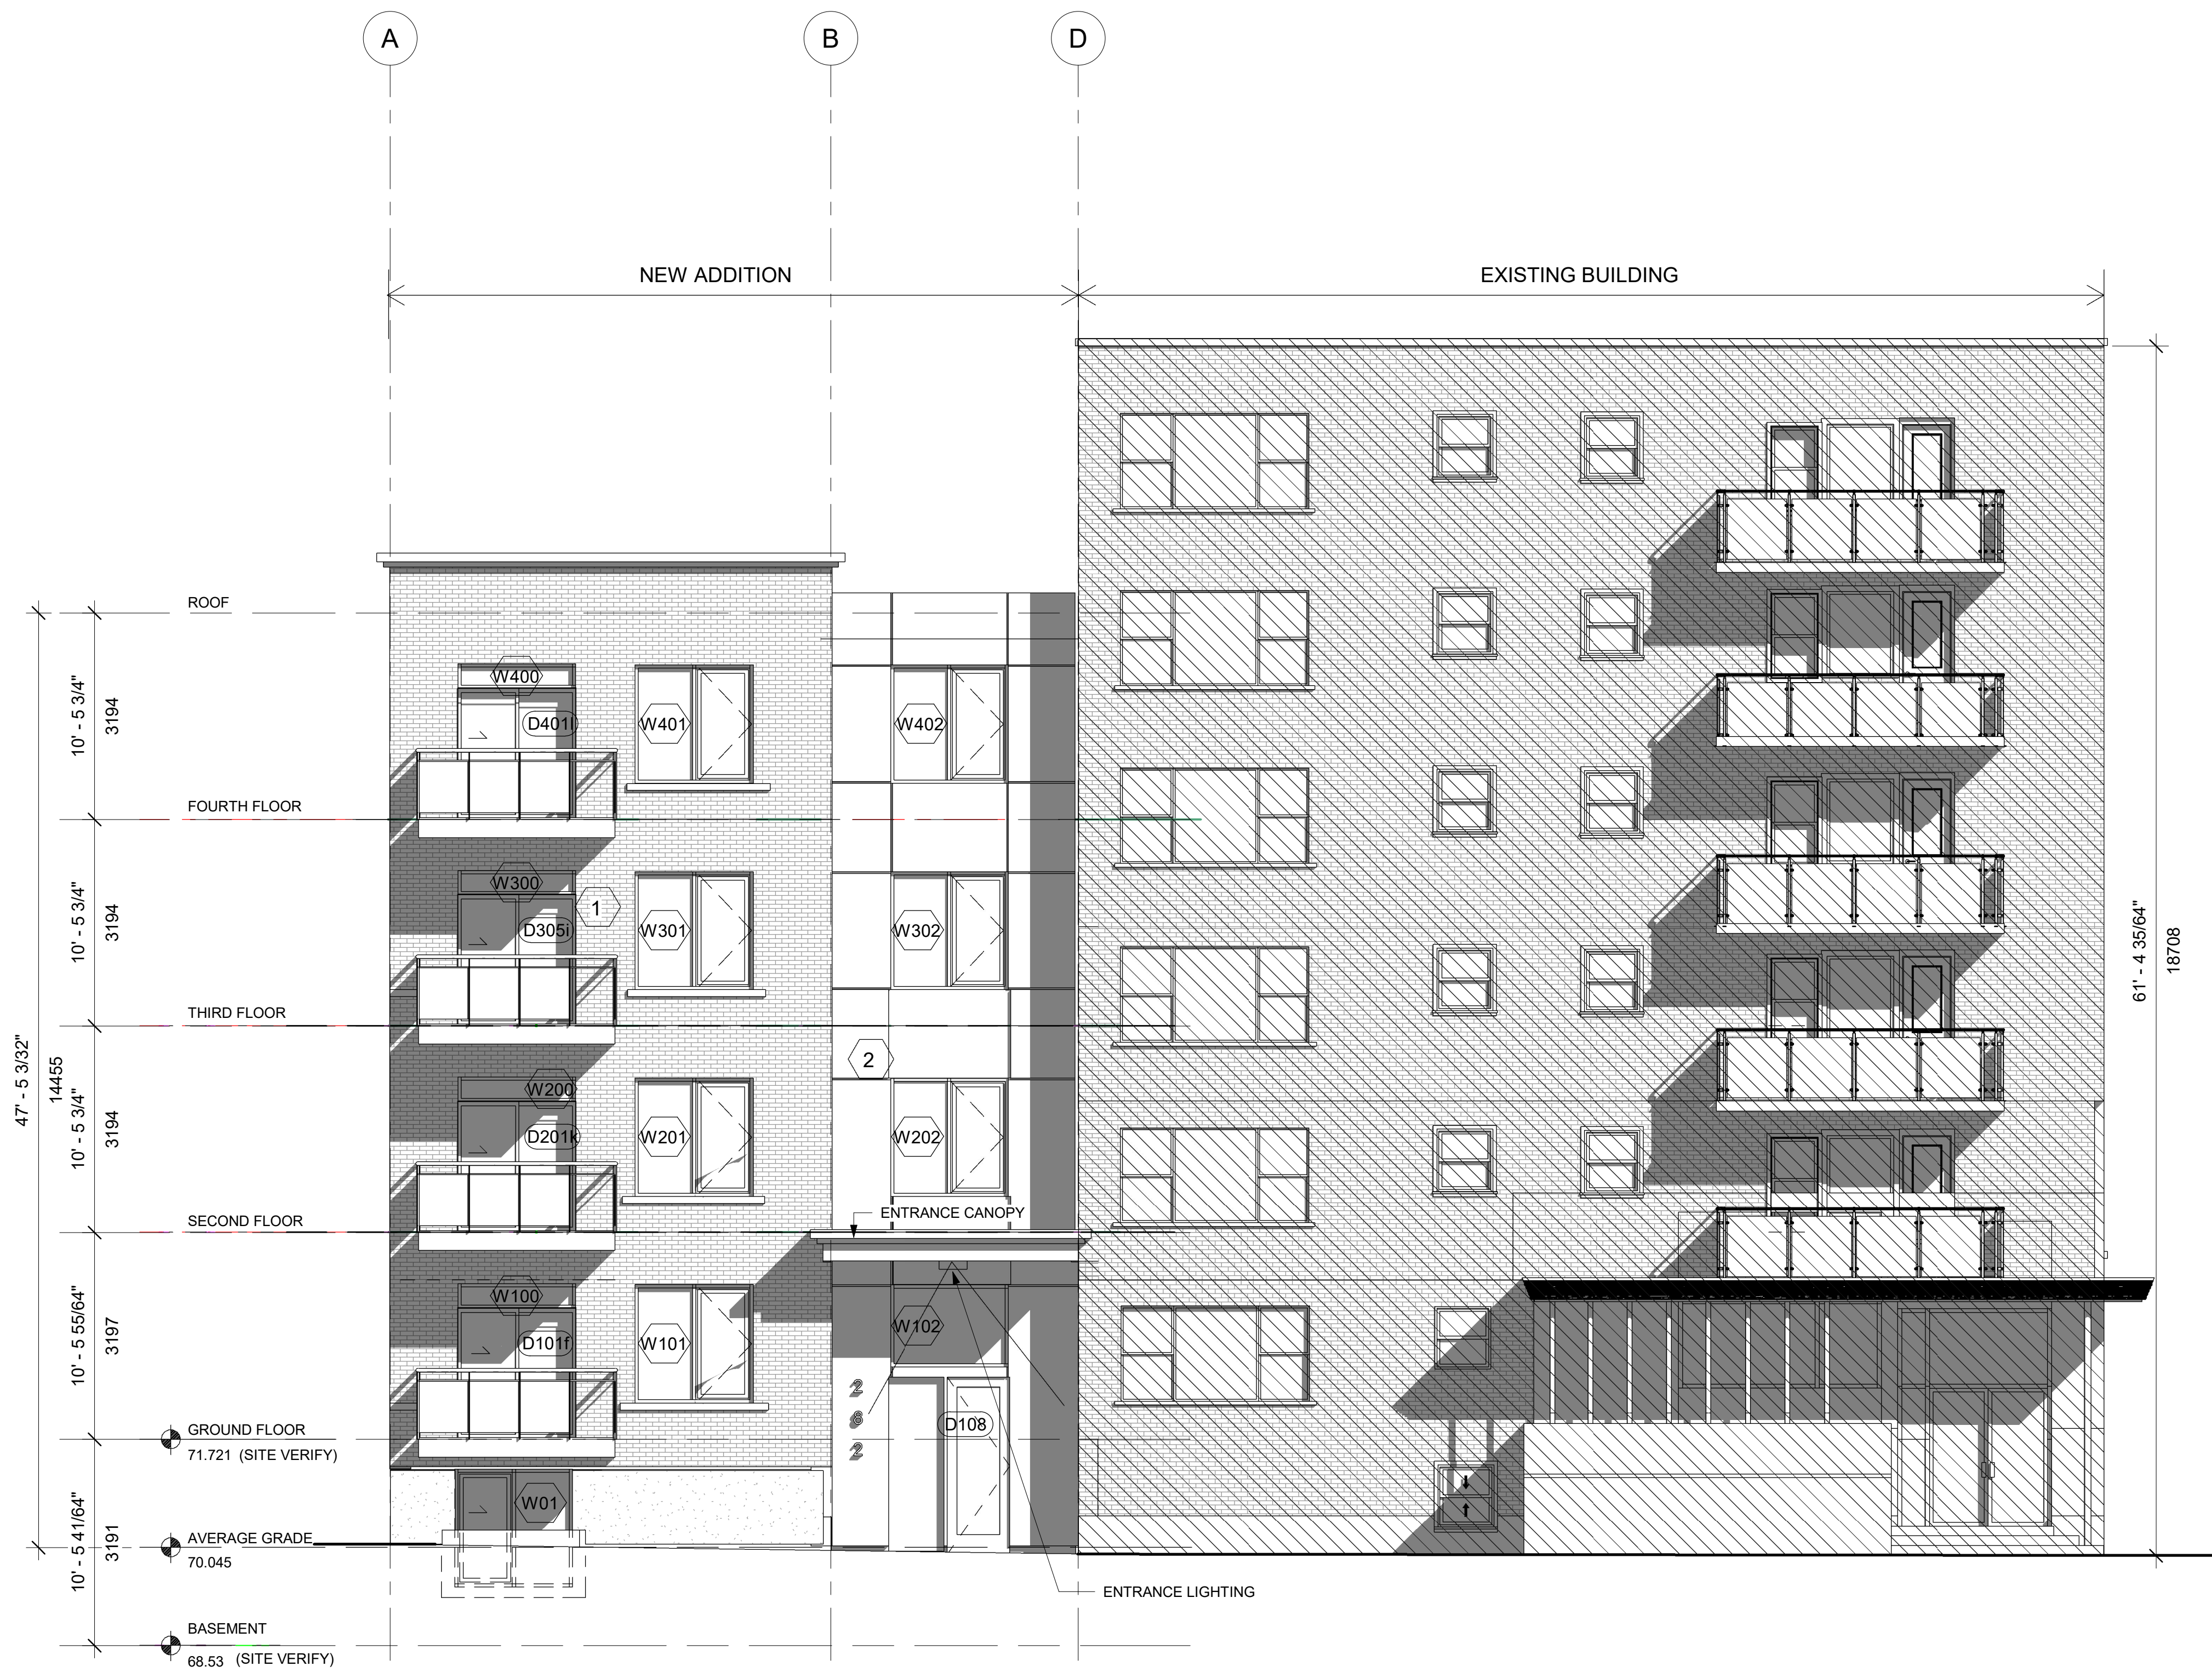 A
B
D
NEW ADDITION
EXISTING BUILDING
ROOF
W400
D401l
W401
W402
10' - 5 3/4"
3194
FOURTH FLOOR
W300
1
D305i
W301
W302
10' - 5 3/4"
3194
61' - 4 35/64"
18708
THIRD FLOOR
2
47' - 5 3/32"
14455
W200
D201k
W201
W202
10' - 5 3/4"
3194
SECOND FLOOR
ENTRANCE CANOPY
W100
D101f
W101
W102
10' - 5 55/64"
3197
2
6
2
D108
GROUND FLOOR
71.721 (SITE VERIFY)
W01
10' - 5 41/64"
3191
AVERAGE GRADE
70.045
ENTRANCE LIGHTING
BASEMENT
68.53 (SITE VERIFY)